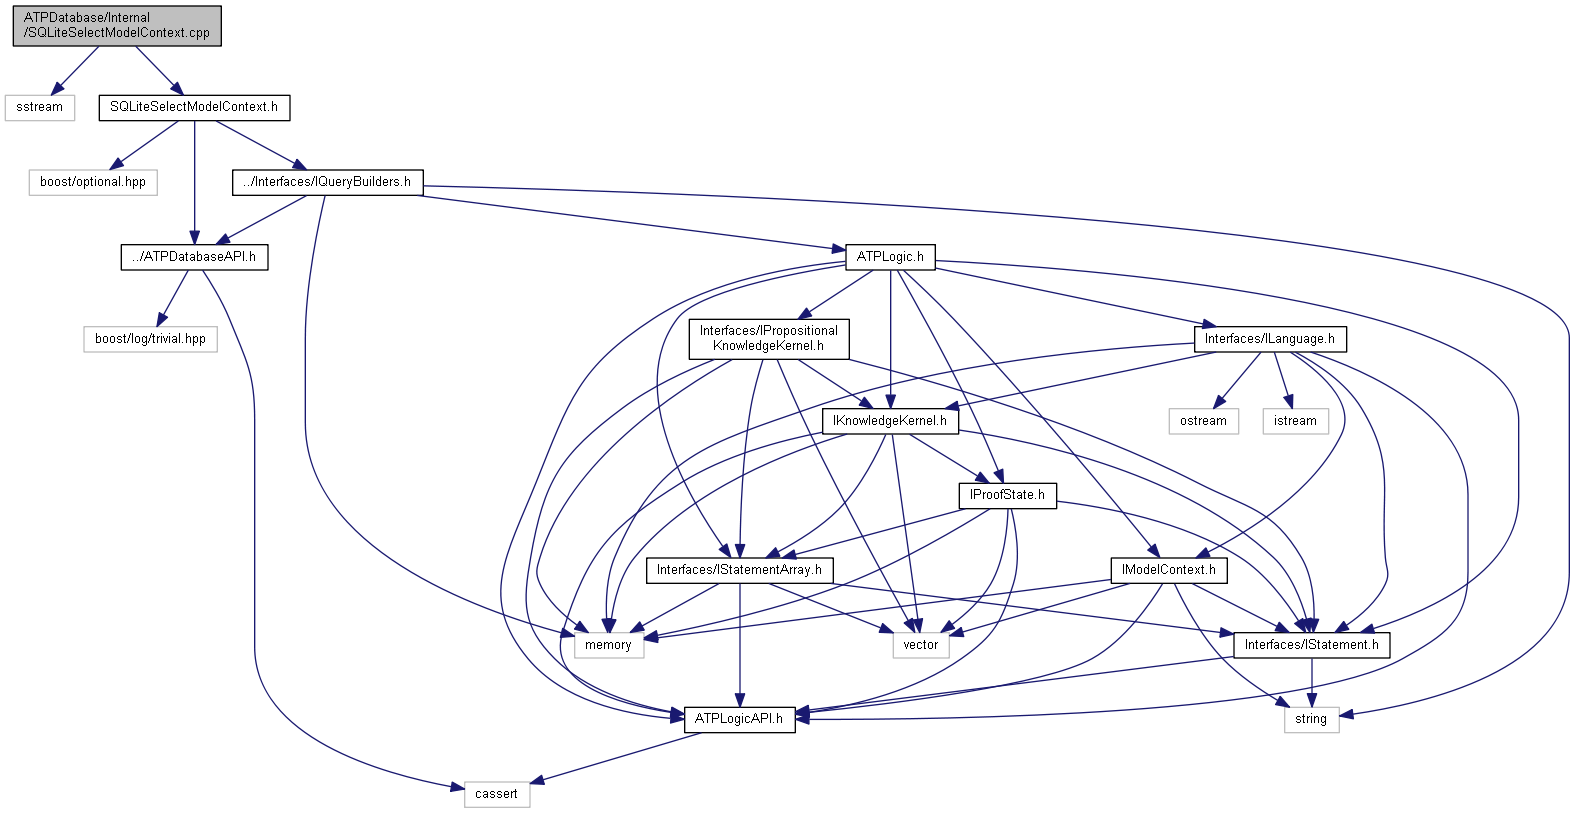 ATPDatabase/Internal
/SQLiteSelectModelContext.cpp
sstream
SQLiteSelectModelContext.h
boost/optional.hpp
../Interfaces/IQueryBuilders.h
../ATPDatabaseAPI.h
ATPLogic.h
boost/log/trivial.hpp
Interfaces/IPropositional
KnowledgeKernel.h
Interfaces/ILanguage.h
IKnowledgeKernel.h
ostream
istream
IProofState.h
Interfaces/IStatementArray.h
IModelContext.h
memory
vector
Interfaces/IStatement.h
ATPLogicAPI.h
string
cassert